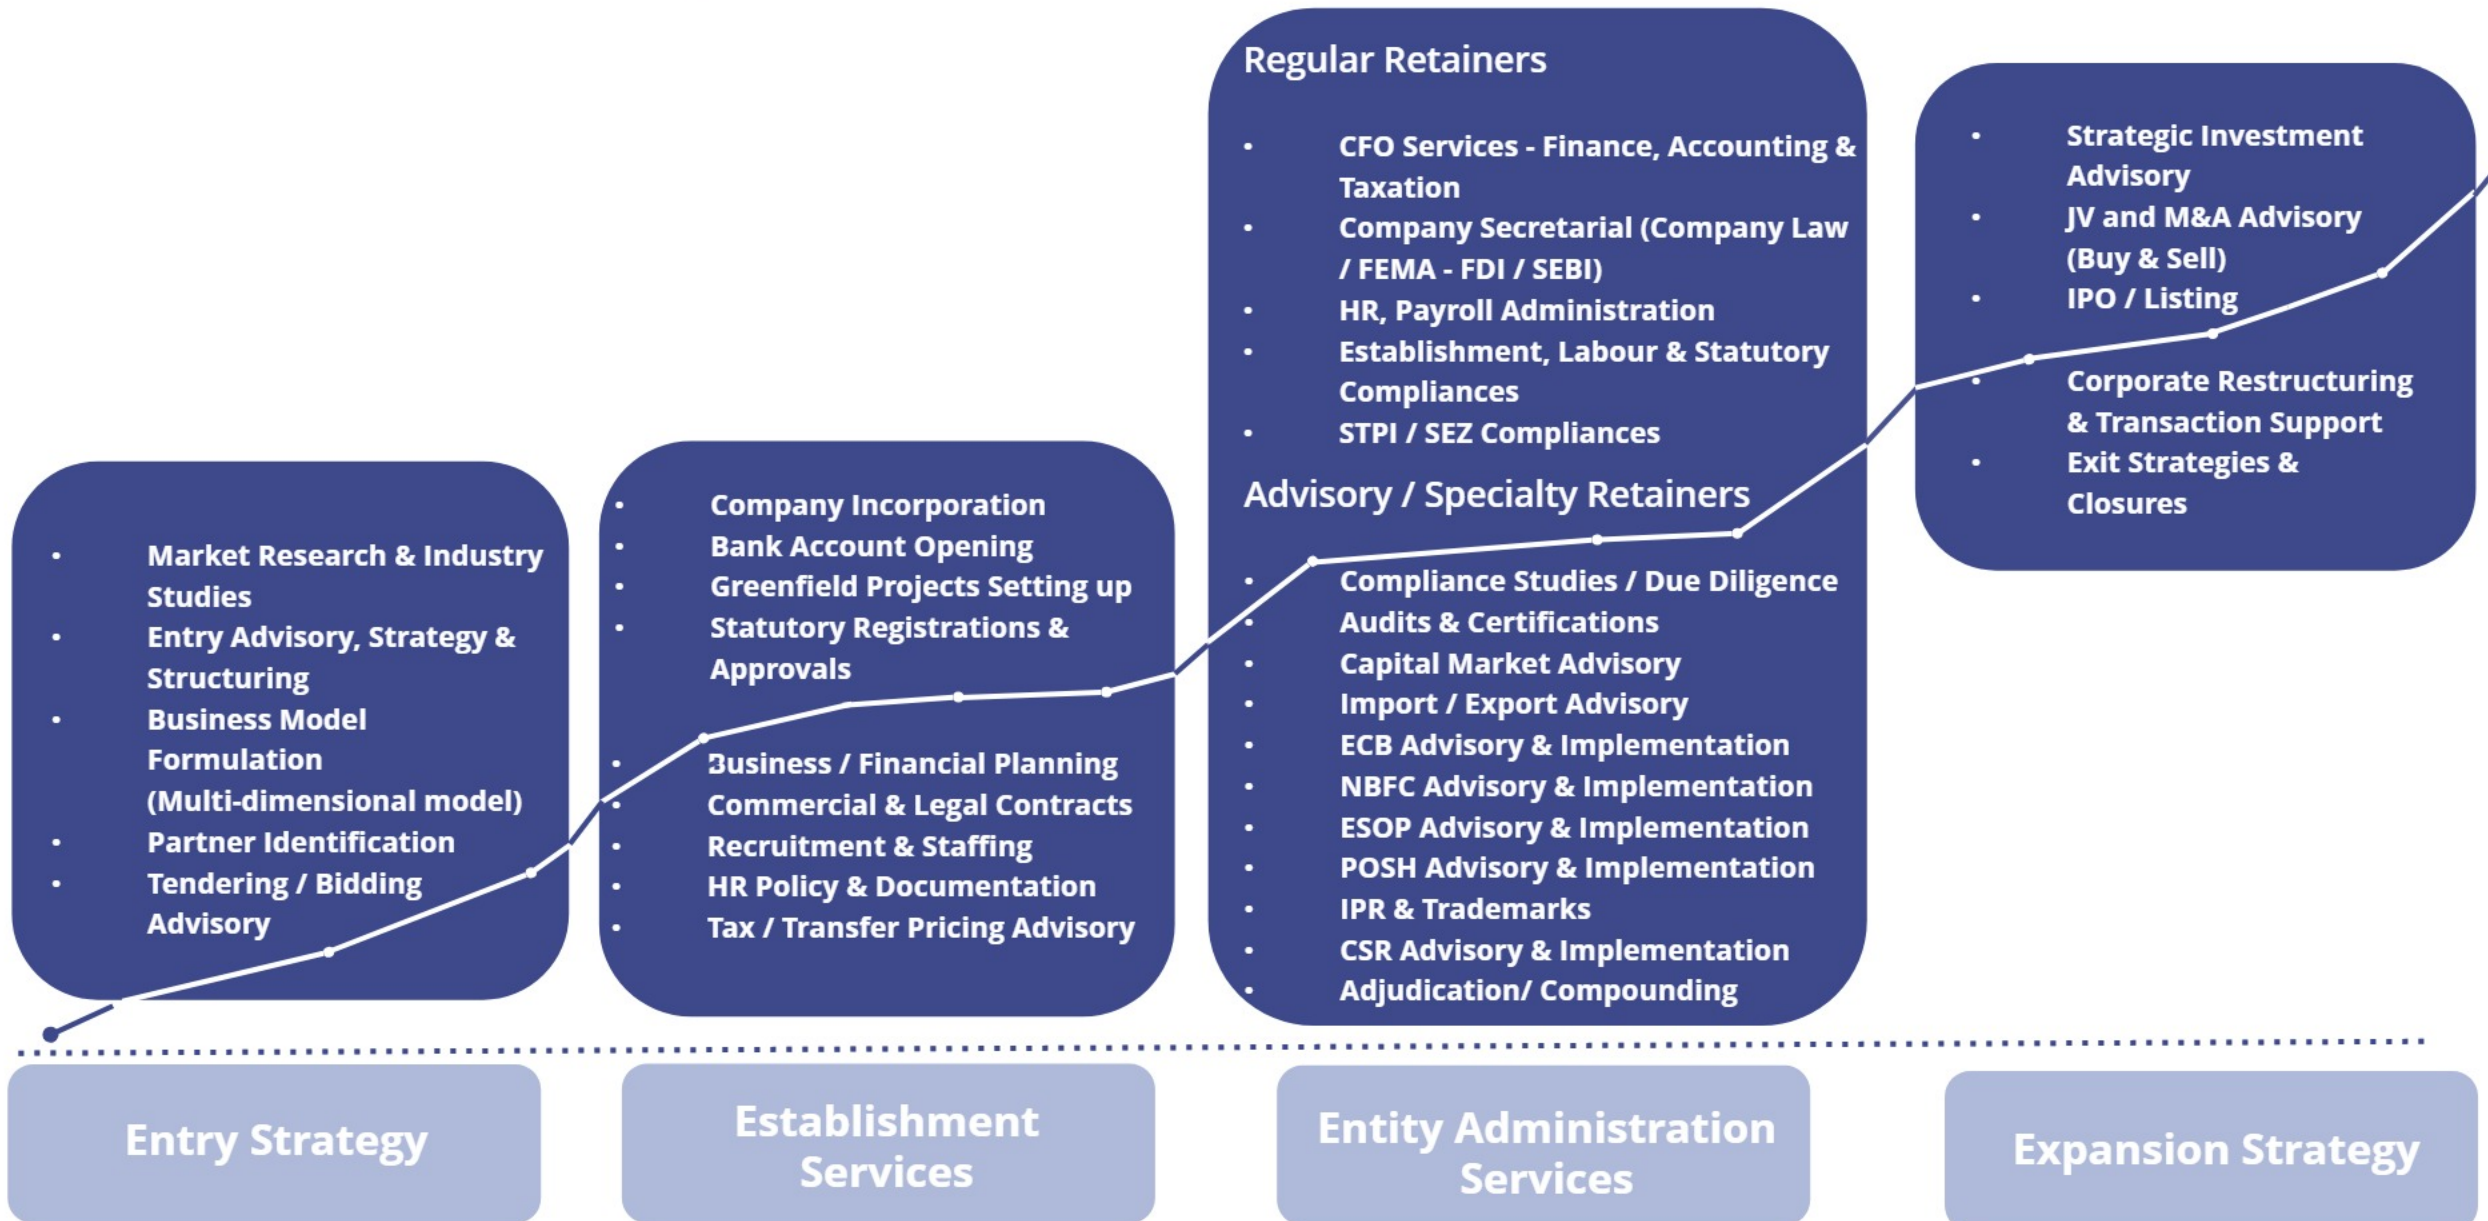 Market Research & Industry
Studies
Entry Advisory, Strategy &
Structuring
Business Model
Formulation
(Multi-dimensional model)
Partner Identification
Tendering / Bidding
Advisory
Company Incorporation
Bank Account Opening
Greenfield Projects Setting up
Statutory Registrations &
Approvals
Business / Financial Planning
Commercial & Legal Contracts
Recruitment & Staffing
HR Policy & Documentation
Tax / Transfer Pricing Advisory
Regular Retainers
CFO Services - Finance, Accounting &
Taxation
Company Secretarial (Company Law
/ FEMA - FDI / SEBI)
HR, Payroll Administration
Establishment, Labour & Statutory
Compliances
STPI / SEZ Compliances
Advisory / Specialty Retainers
Compliance Studies / Due Diligence
Audits & Certifications
Capital Market Advisory
Import / Export Advisory
ECB Advisory & Implementation
NBFC Advisory & Implementation
ESOP Advisory & Implementation
POSH Advisory & Implementation
IPR & Trademarks
CSR Advisory & Implementation
Adjudication/ Compounding
Strategic Investment
Advisory
JV and M&A Advisory
(Buy & Sell)
IPO / Listing
Corporate Restructuring
& Transaction Support
Exit Strategies &
Closures
Entry Strategy
Establishment
Services
Entity Administration
Services
Expansion Strategy